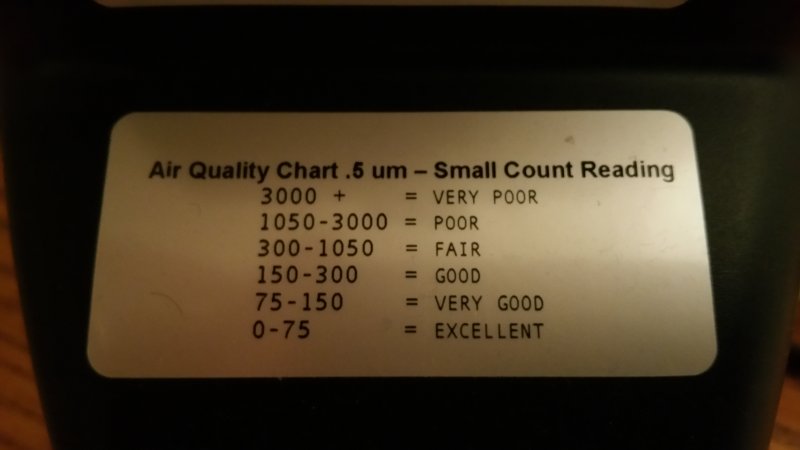 Air Quality Chart .5 um – Small Count Reading
3000 + = VERY POOR
1050-3000 = POOR
300-1050 = FAIR
150-300 = GOOD
75-150 = VERY GOOD
0-75 = EXCELLENT